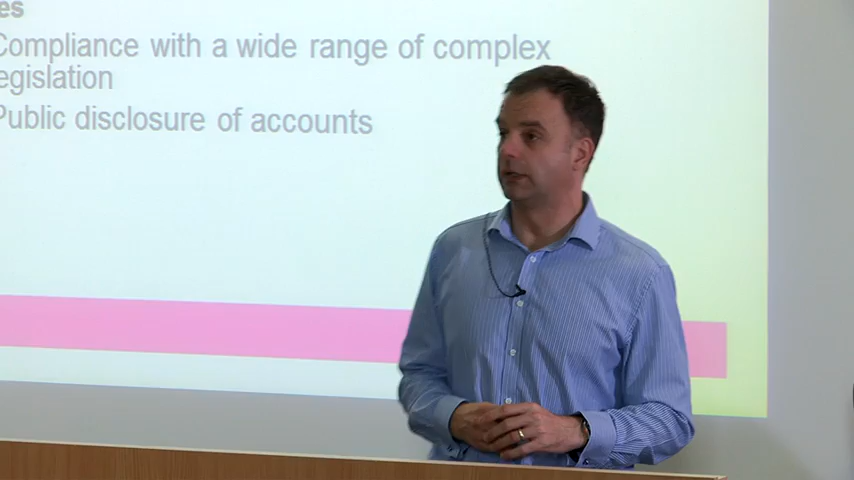 es
Compliance with a wide range of complex
egislation
Public disclosure of accounts